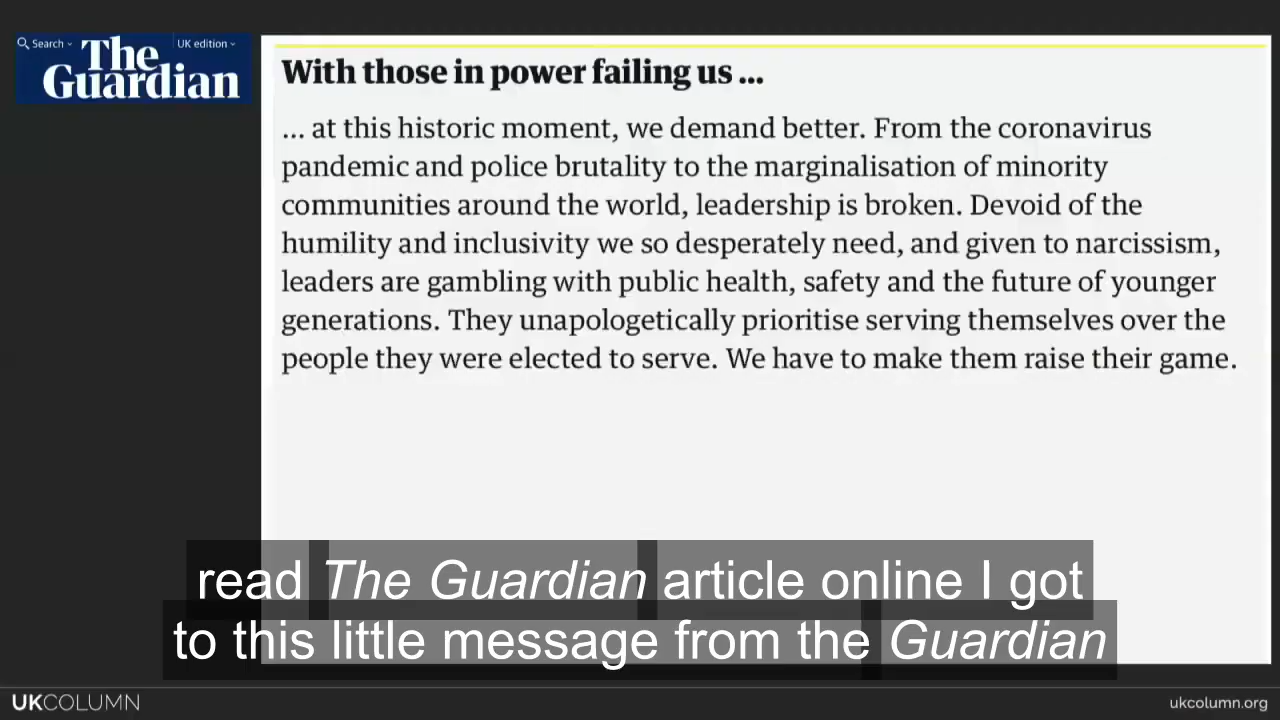 Search
UK edition
The
Guardian
With those in power failing us ...
... at this historic moment, we demand better. From the coronavirus
pandemic and police brutality to the marginalisation of minority
communities around the world, leadership is broken. Devoid of the
humility and inclusivity we so desperately need, and given to narcissism,
leaders are gambling with public health, safety and the future of younger
generations. They unapologetically prioritise serving themselves over the
people they were elected to serve. We have to make them raise their game.
read The Guardian article online I got
to this little message from the Guardian
UKCOLUMN
ukcolumn.org